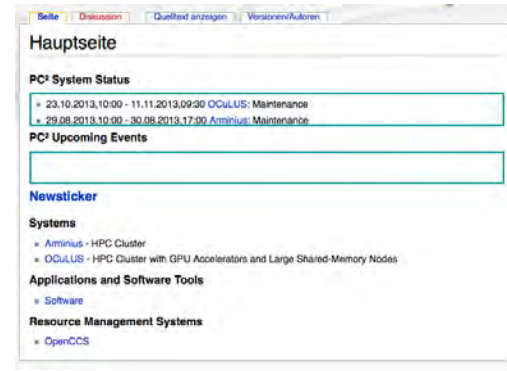 Seite Diskussion Quelltext anzeigen Versionen/Autoren
Hauptseite
PC² System Status
23.10.2013,10:00 - 11.11.2013,09:30 OCuLUS: Maintenance
29.08.2013,10:00 - 30.08.2013,17:00 Arminius: Maintenance
PC² Upcoming Events
Newsticker
Systems
Arminius - HPC Cluster
OCuLUS - HPC Cluster with GPU Accelerators and Large Shared-Memory Nodes
Applications and Software Tools
Software
Resource Management Systems
OpenCCS